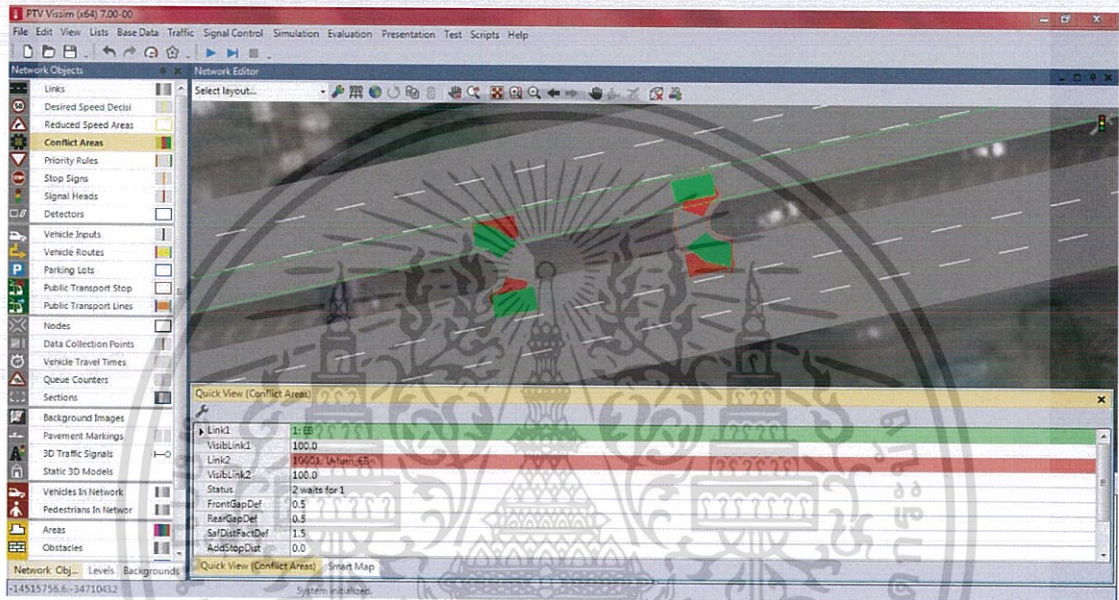 PTV Vissim (x64) 7.00-00
File Edit View Lists Base Data Traffic Signal Control Simulation Evaluation Presentation Test Scripts Help
Network Objects
Network Editor
Select layout...
Links
Desired Speed Decisi
Reduced Speed Areas
Conflict Areas
Priority Rules
Stop Signs
Signal Heads
Detectors
Vehicle Inputs
Vehicle Routes
Parking Lots
Public Transport Stop
Public Transport Lines
Nodes
Data Collection Points
Vehicle Travel Times
Queue Counters
Sections
Background Images
Pavement Markings
3D Traffic Signals
Static 3D Models
Vehicles In Network
Pedestrians In Networ
Areas
Obstacles
Network Obj... Levels Backgrounds
Quick View (Conflict Areas)
Link1 1: EB
VisibLink1 100.0
Link2 10001: U-turn_EB
VisibLink2 100.0
Status 2 waits for 1
FrontGapDef 0.5
RearGapDef 0.5
SafDistFactDef 1.5
AddStopDist 0.0
Quick View (Conflict Areas) Smart Map
-14515756.6:-34710432
System initialized.